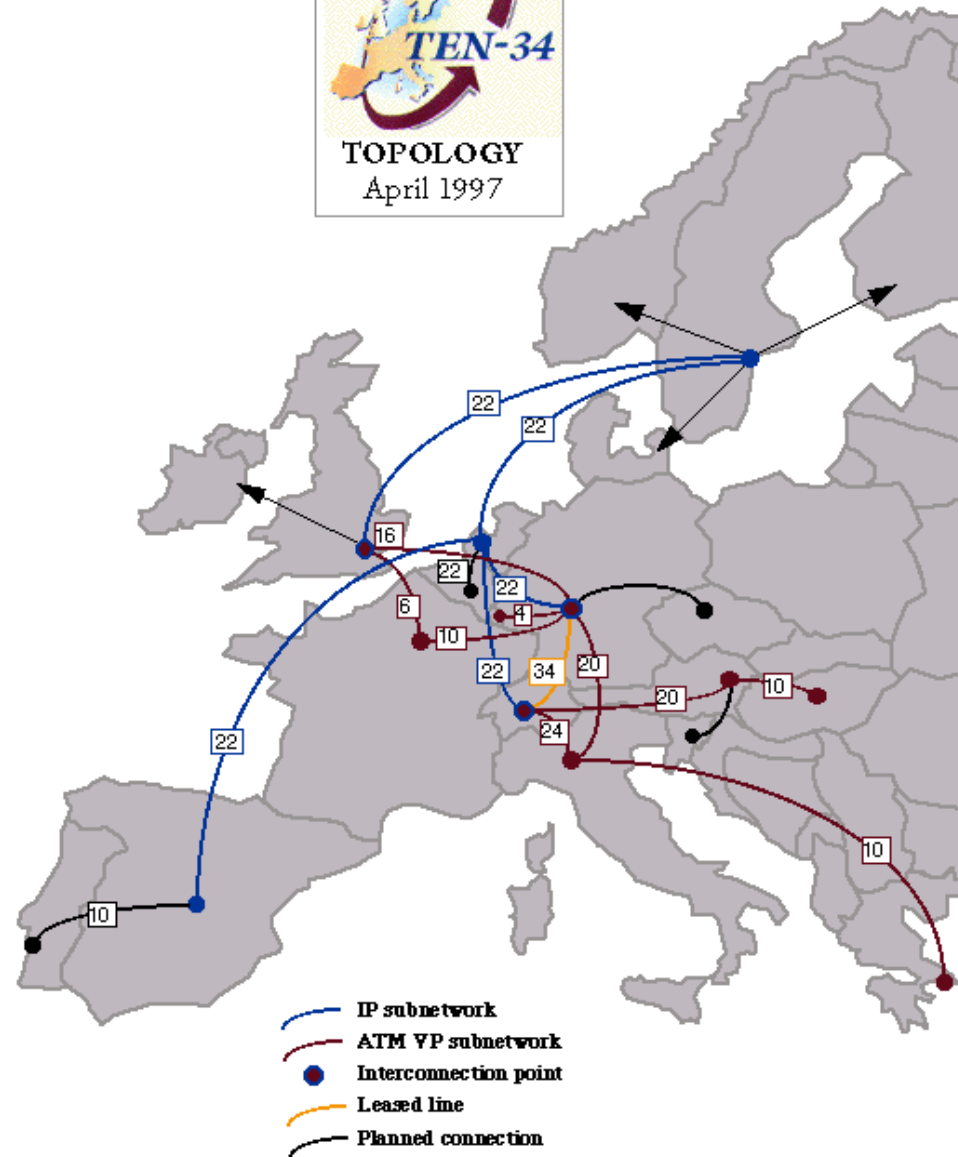 TEN-34
TOPOLOGY
April 1997
22
22
16
22
22
6
4
10
22
34
20
20
10
24
22
10
10
IP subnetwork
ATM VP subnetwork
Interconnection point
Leased line
Planned connection